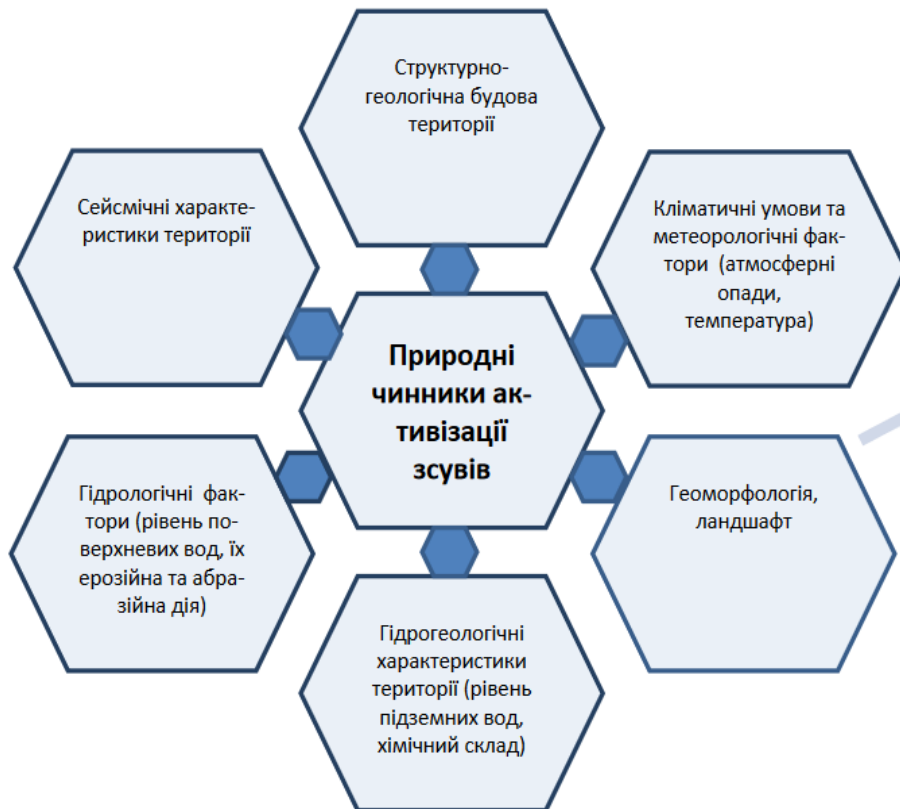 Структурно-
геологічна будова
території
Сейсмічні характе-
ристики території
Кліматичні умови та
метеорологічні фак-
тори (атмосферні
опади,
температура)
Природні
чинники ак-
тивізації
зсувів
Гідрологічні фак-
тори (рівень по-
верхневих вод, їх
ерозійна та абра-
зійна дія)
Геоморфологія,
ландшафт
Гідрогеологічні
характеристики
території (рівень
підземних вод,
хімічний склад)